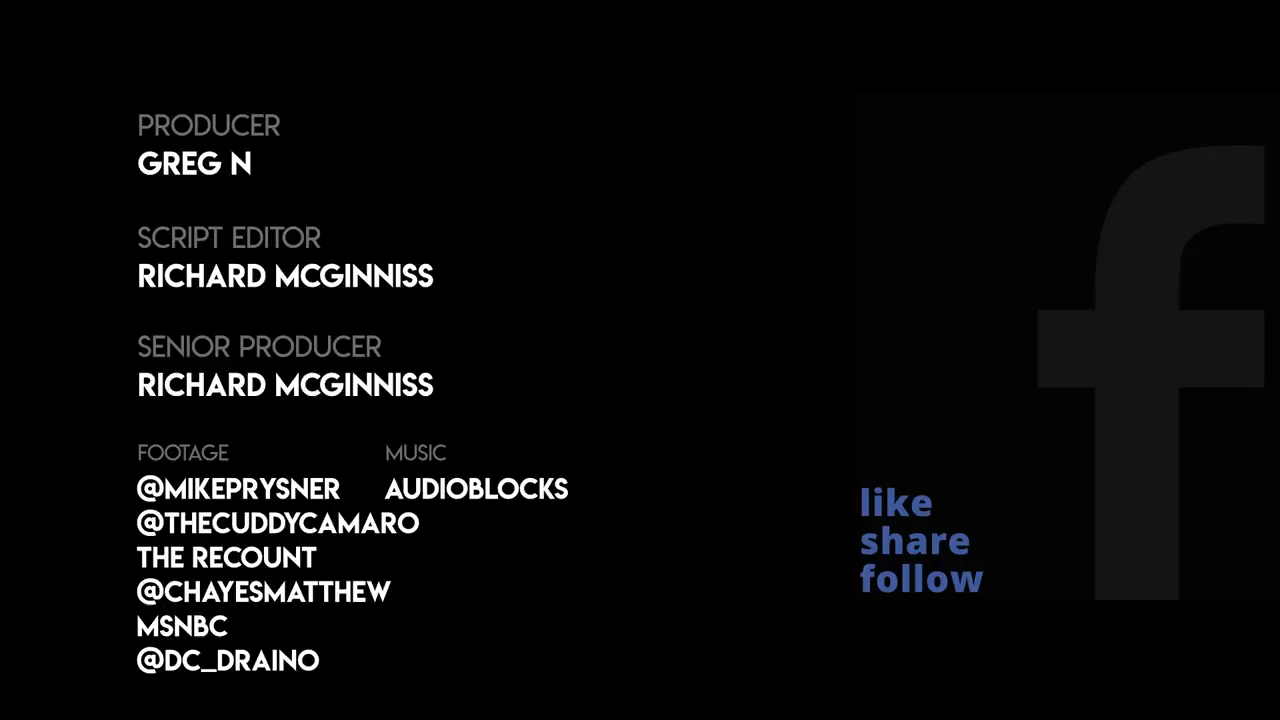 PRODUCER
GREG N
SCRIPT EDITOR
RICHARD MCGINNISS
SENIOR PRODUCER
RICHARD MCGINNISS
FOOTAGE
@MIKEPRYSNER
@THECUDDYCAMARO
THE RECOUNT
@CHAYESMATTHEW
MSNBC
@DC_DRAINO
MUSIC
AUDIOBLOCKS
f
like
share
follow